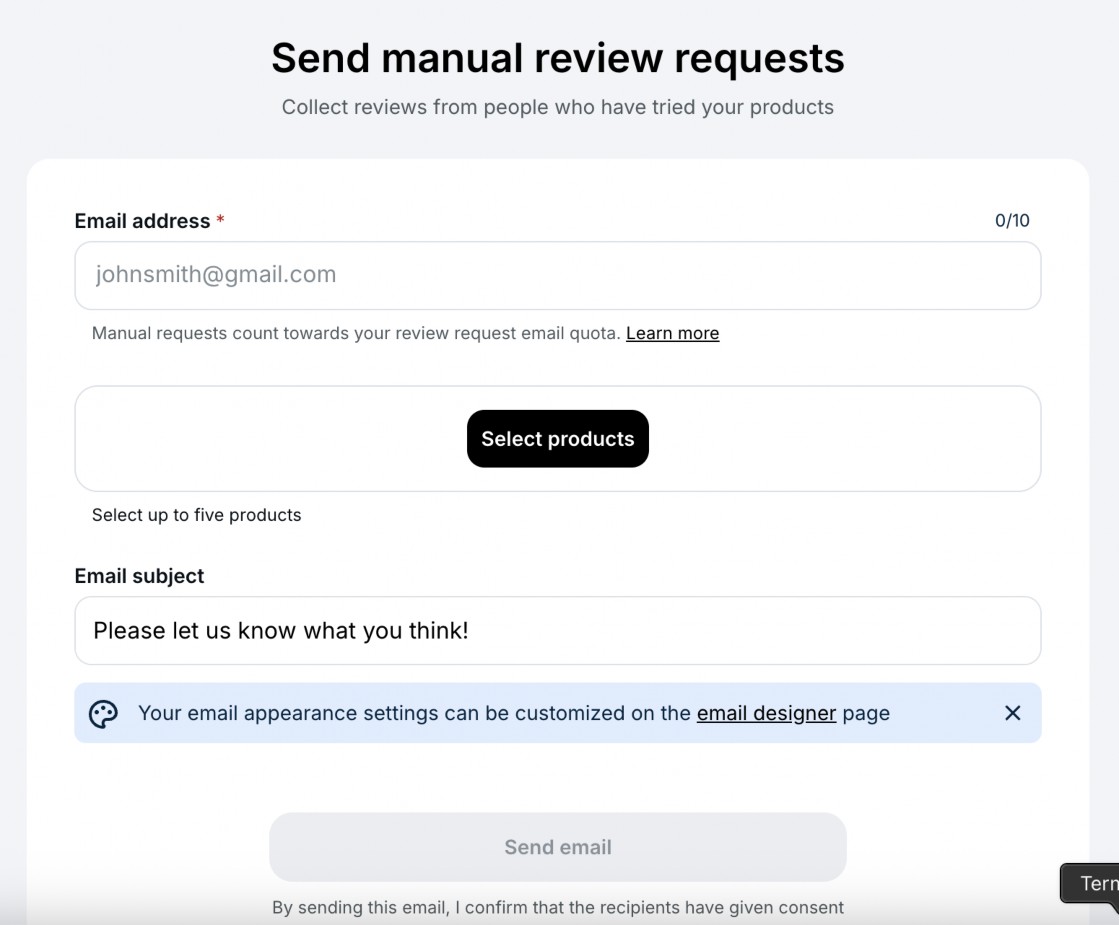 Send manual review requests
Collect reviews from people who have tried your products
Email address *
0/10
johnsmith@gmail.com
Manual requests count towards your review request email quota. Learn more
Select products
Select up to five products
Email subject
Please let us know what you think!
Your email appearance settings can be customized on the email designer page
Send email
By sending this email, I confirm that the recipients have given consent